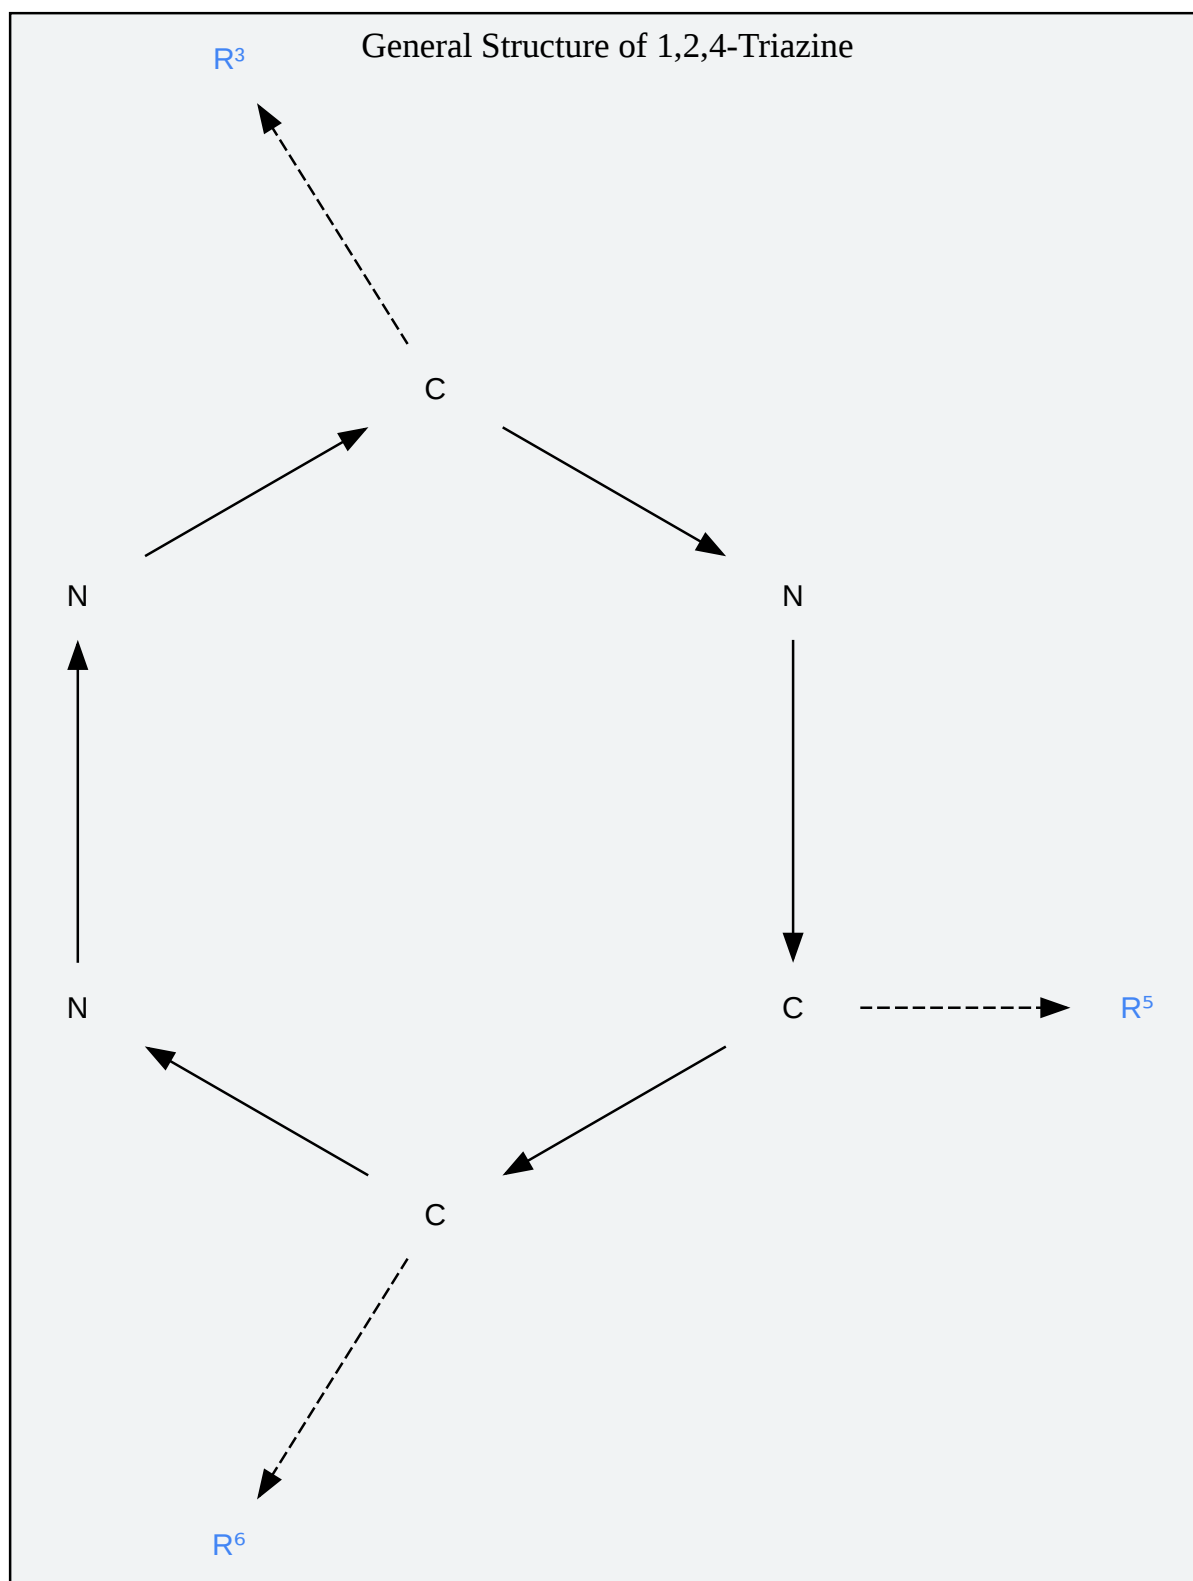 General Structure of 1,2,4-Triazine
R³
C
N
N
N
C
R⁵
C
R⁶